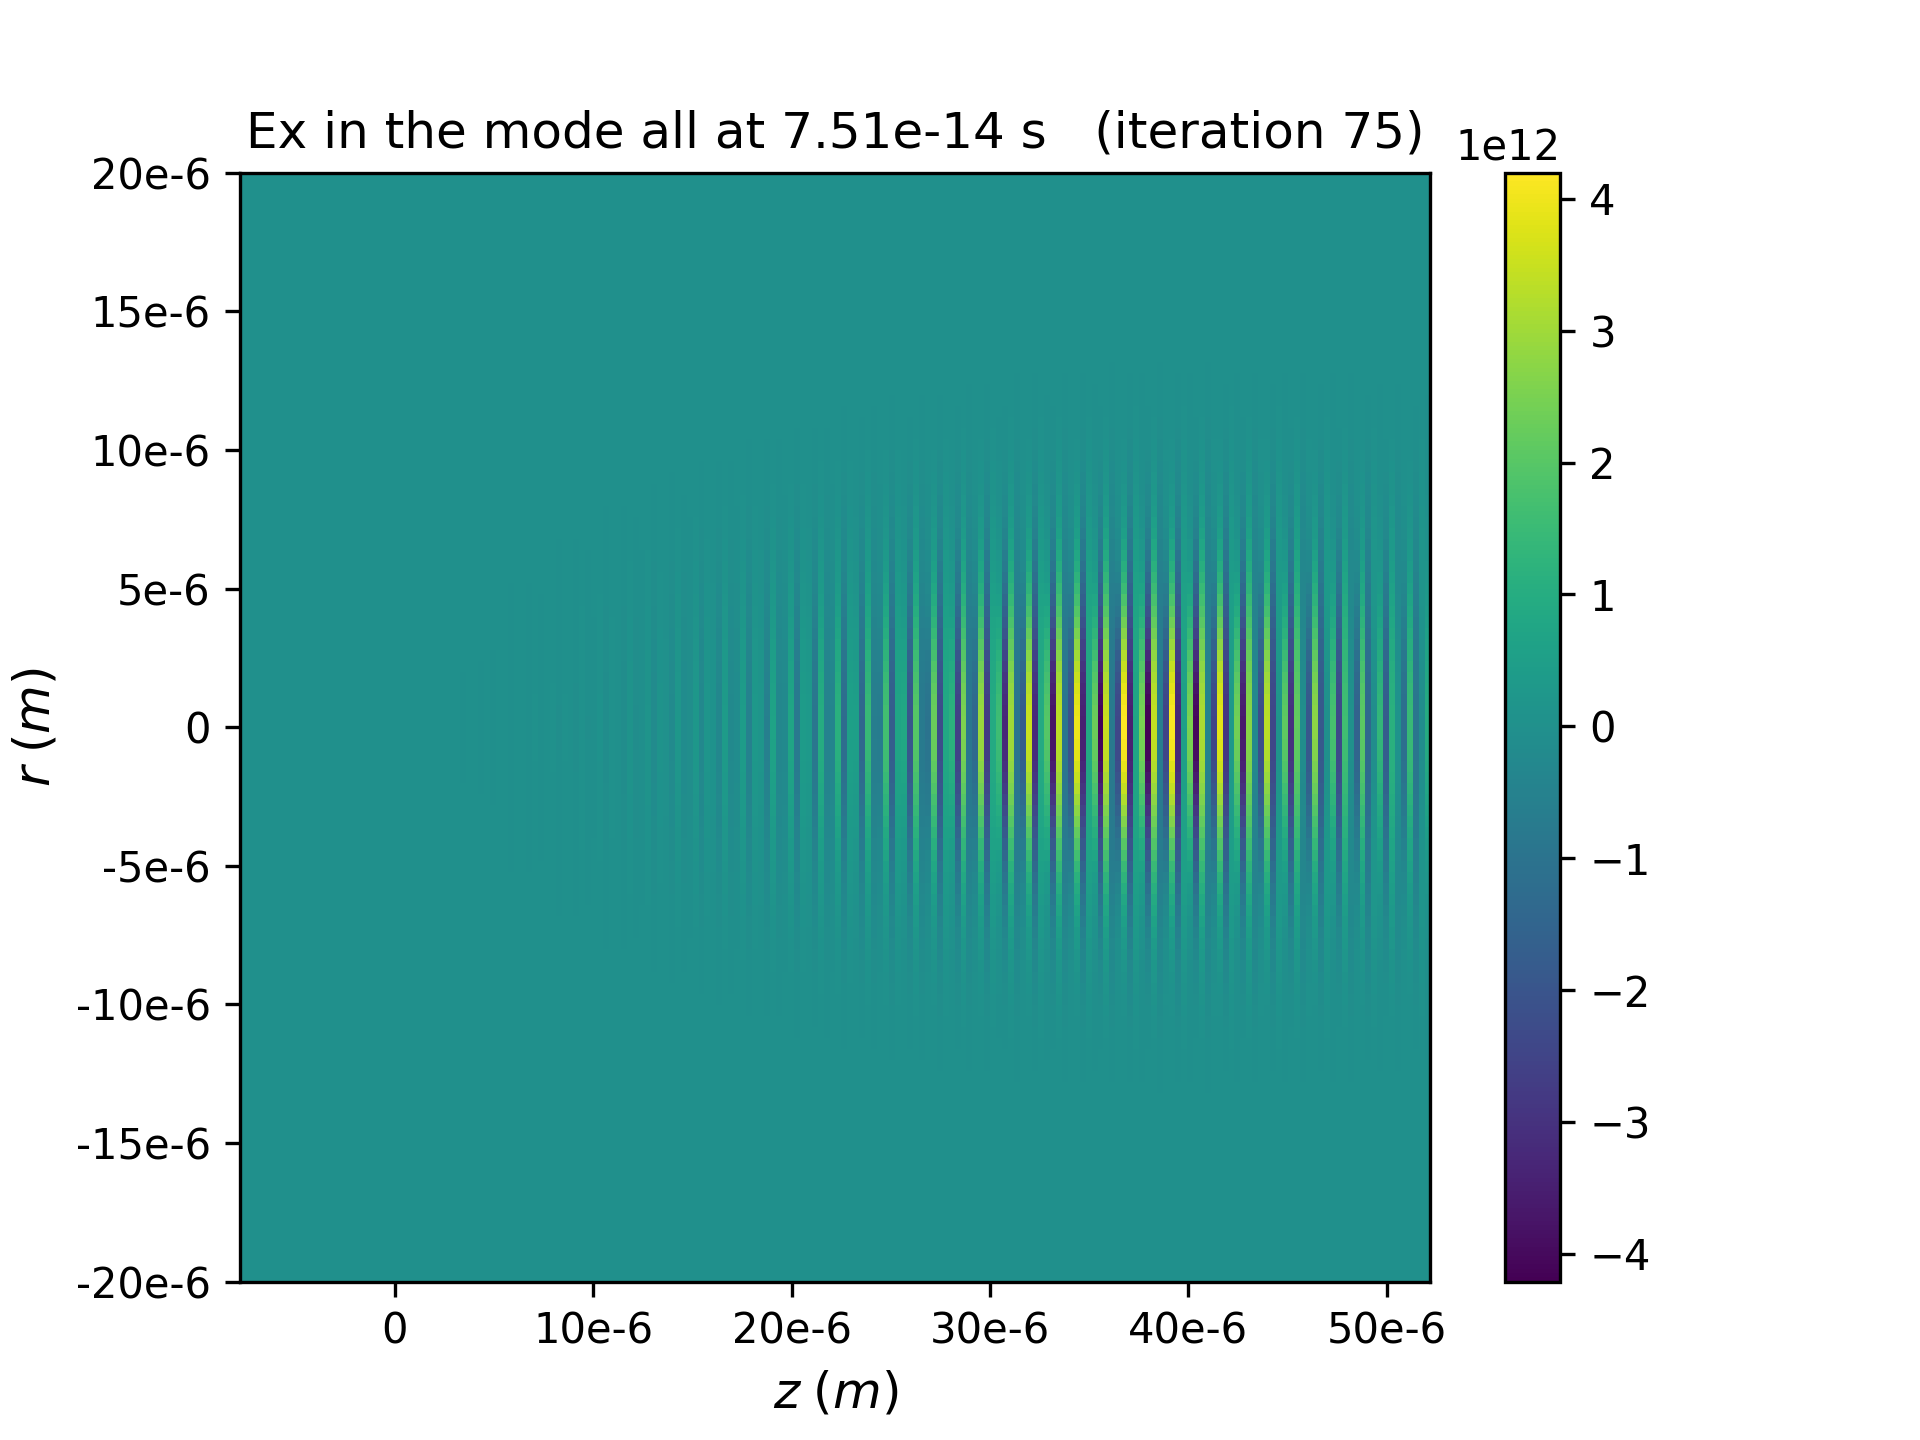 Ex in the mode all at 7.51e-14 s   (iteration 75)
1e12
20e-6
15e-6
10e-6
5e-6
0
-5e-6
-10e-6
-15e-6
-20e-6
r (m)
0
10e-6
20e-6
30e-6
40e-6
50e-6
z (m)
4
3
2
1
0
−1
−2
−3
−4